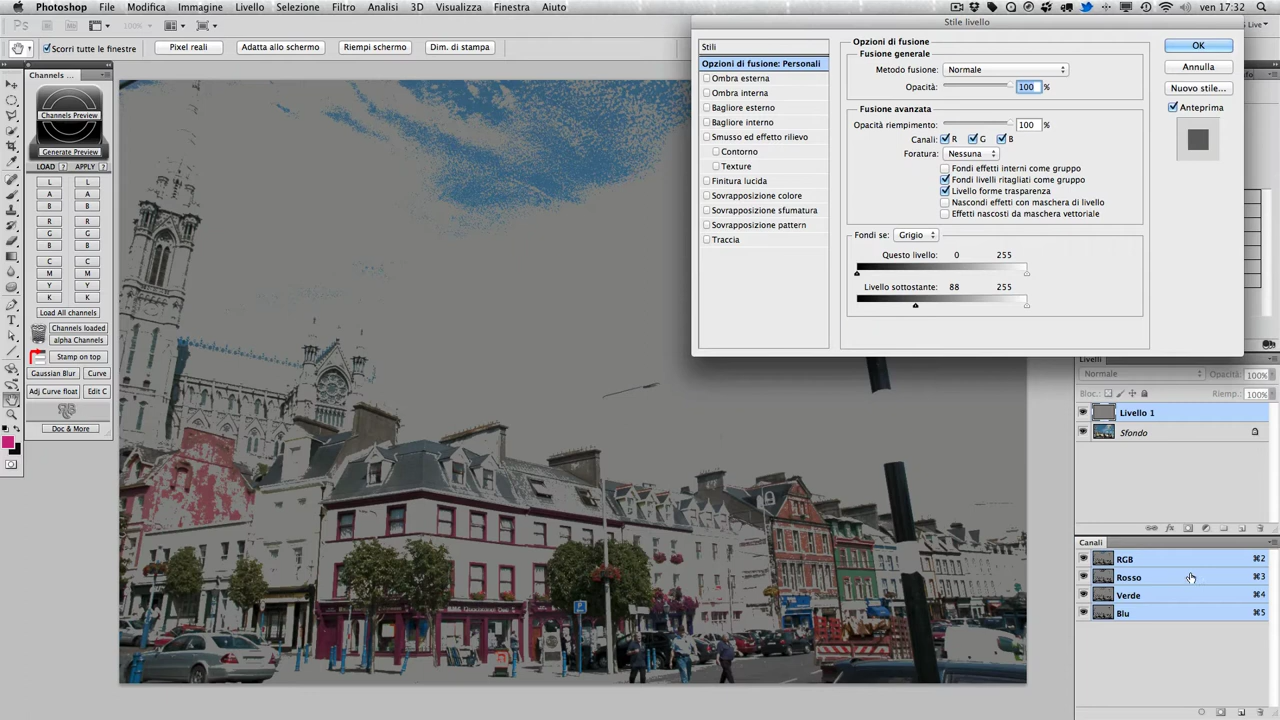 Photoshop File Modifica Immagine Livello Selezione Filtro Analisi 3D Visualizza Finestra Aiuto
ven 17:32
Ps 100%
Live
Scorri tutte le finestre
Pixel reali
Adatta allo schermo
Riempi schermo
Dim. di stampa
Channels ...
Channels Preview
Generate Preview
LOAD ? APPLY ?
L L
A A
B B
R R
G G
B B
C C
M M
Y Y
K K
Load All channels
Channels loaded
alpha Channels
Stamp on top
Gaussian Blur Curve
Adj Curve float Edit C
Doc & More
Stile livello
Stili
Opzioni di fusione: Personali
Ombra esterna
Ombra interna
Bagliore esterno
Bagliore interno
Smusso ed effetto rilievo
Contorno
Texture
Finitura lucida
Sovrapposizione colore
Sovrapposizione sfumatura
Sovrapposizione pattern
Traccia
Opzioni di fusione
Fusione generale
Metodo fusione: Normale
Opacità: 100 %
Fusione avanzata
Opacità riempimento: 100 %
Canali: R G B
Foratura: Nessuna
Fondi effetti interni come gruppo
Fondi livelli ritagliati come gruppo
Livello forme trasparenza
Nascondi effetti con maschera di livello
Effetti nascosti da maschera vettoriale
Fondi se: Grigio
Questo livello: 0 255
Livello sottostante: 88 255
OK
Annulla
Nuovo stile...
Anteprima
Livelli
Normale Opacità: 100%
Bloc.: Riemp.: 100%
Livello 1
Sfondo
Canali
RGB ⌘2
Rosso ⌘3
Verde ⌘4
Blu ⌘5
P